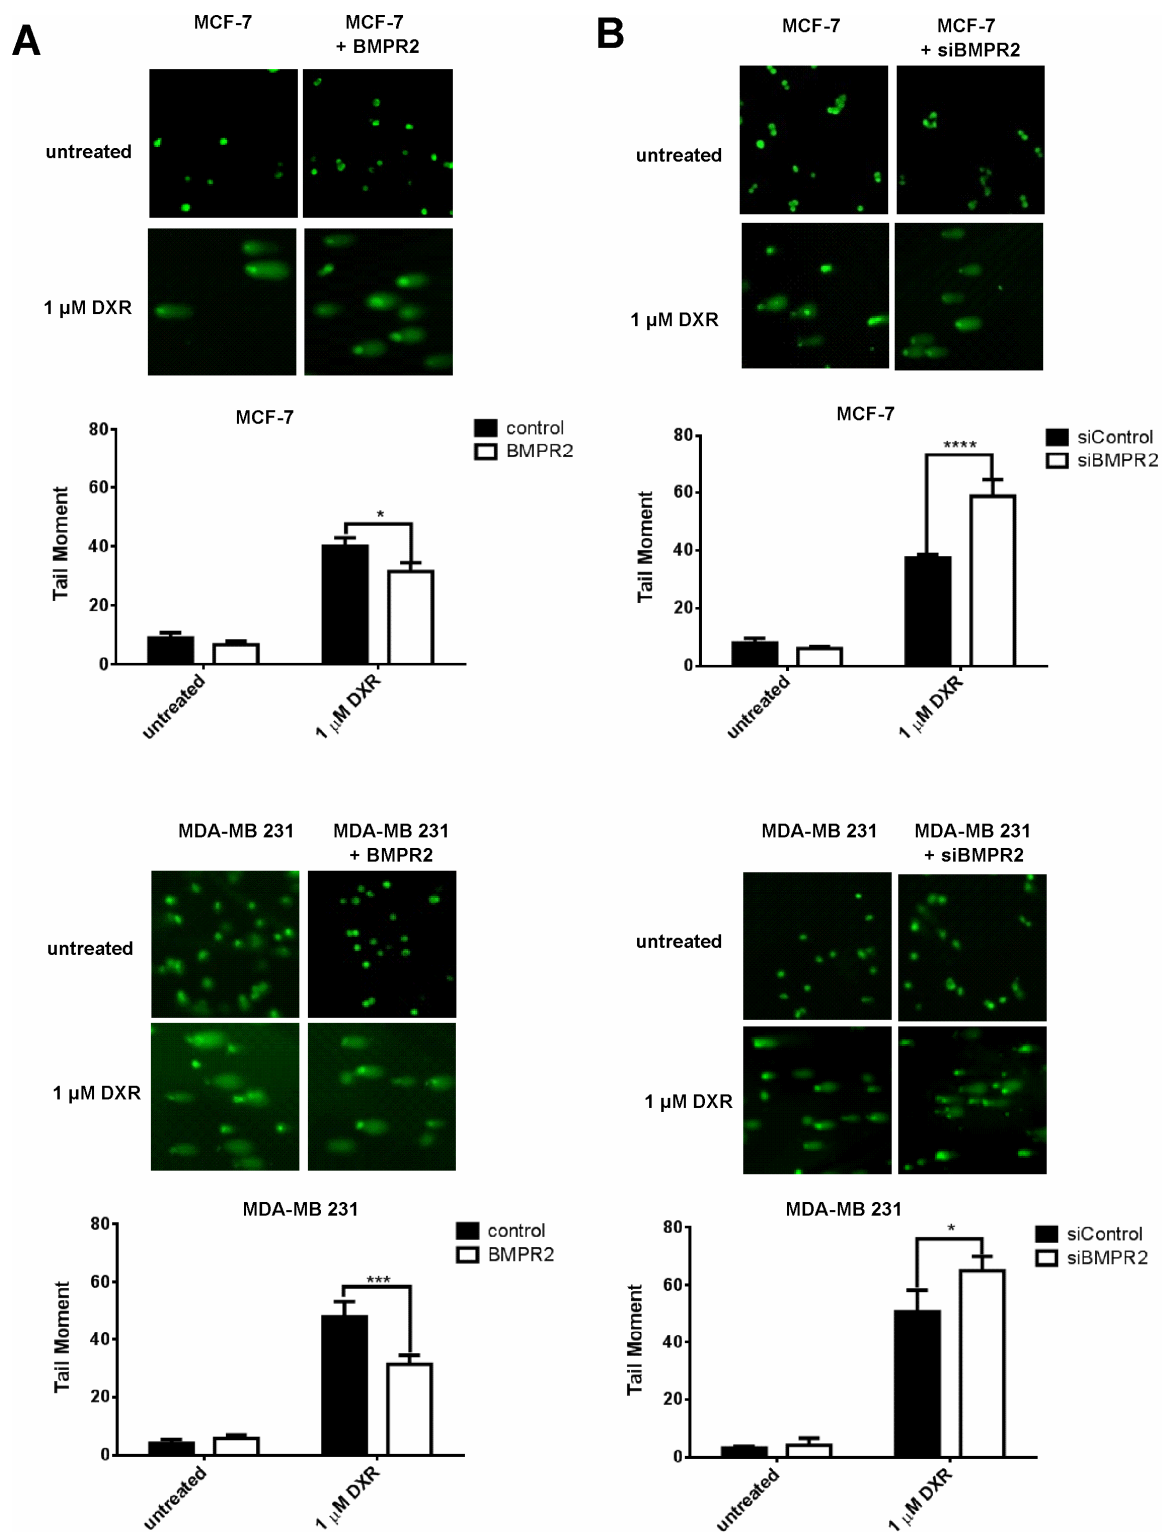 A
MCF-7
MCF-7
+ BMPR2
untreated
1 µM DXR
MCF-7
control
BMPR2
80
60
40
20
0
Tail Moment
*
untreated
1 µM DXR
B
MCF-7
MCF-7
+ siBMPR2
untreated
1 µM DXR
MCF-7
siControl
siBMPR2
80
60
40
20
0
Tail Moment
****
untreated
1 µM DXR
MDA-MB 231
MDA-MB 231
+ BMPR2
untreated
1 µM DXR
MDA-MB 231
control
BMPR2
80
60
40
20
0
Tail Moment
***
untreated
1 µM DXR
MDA-MB 231
MDA-MB 231
+ siBMPR2
untreated
1 µM DXR
MDA-MB 231
siControl
siBMPR2
80
60
40
20
0
Tail Moment
*
untreated
1 µM DXR